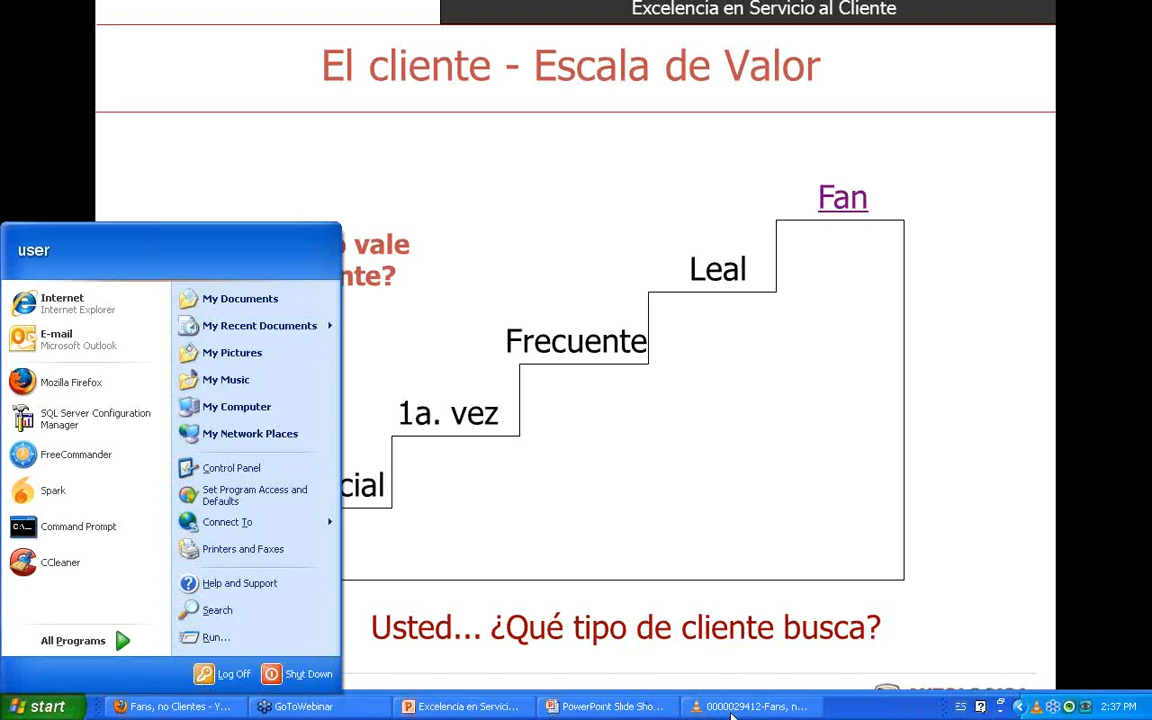 Excelencia en Servicio al Cliente
El cliente - Escala de Valor
Fan
vale
Leal
Frecuente
1a. vez
Usted... ¿Qué tipo de cliente busca?
user
Internet
Internet Explorer
E-mail
Microsoft Outlook
Mozilla Firefox
SQL Server Configuration
Manager
FreeCommander
Spark
Command Prompt
CCleaner
All Programs
My Documents
My Recent Documents
My Pictures
My Music
My Computer
My Network Places
Control Panel
Set Program Access and
Defaults
Connect To
Printers and Faxes
Help and Support
Search
Run...
Log Off
Shut Down
start
Fans, no Clientes - Y...
GoToWebinar
Excelencia en Servici...
PowerPoint Slide Sho...
0000029412-Fans, n...
ES
2:37 PM